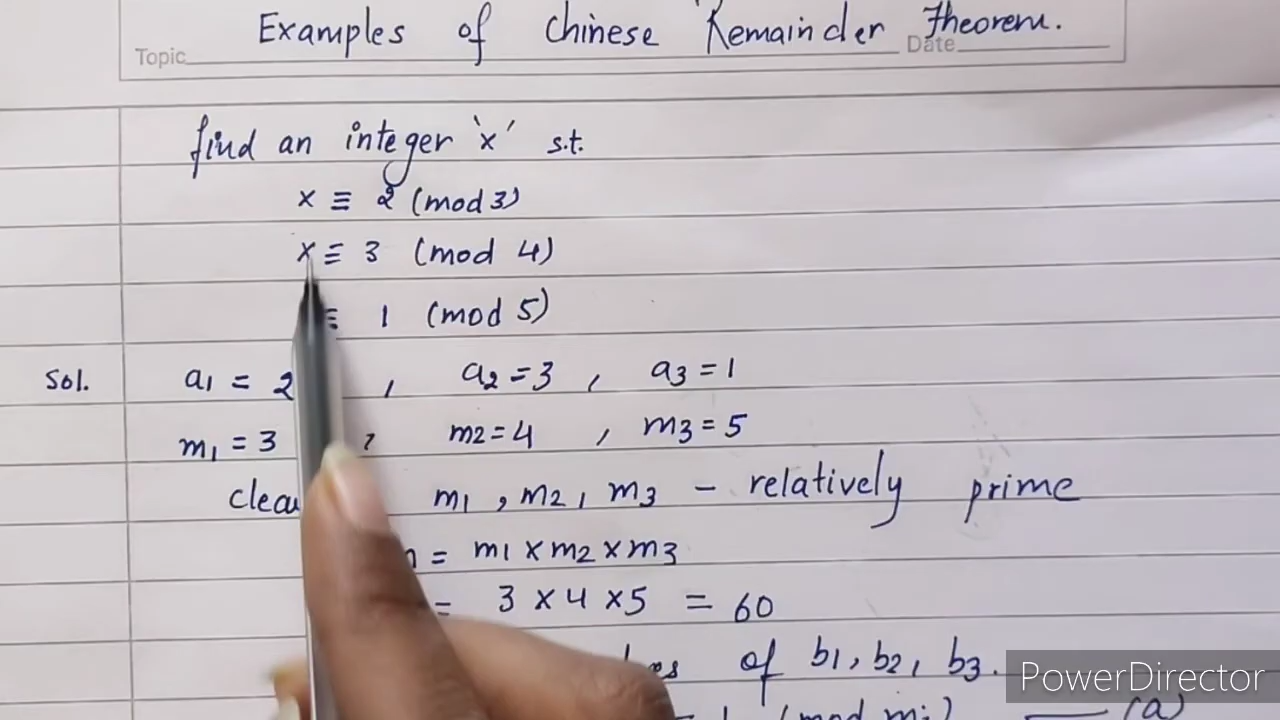 Examples of Chinese Remainder Theorem.
Topic Date
find an integer 'x' s.t.
x ≡ 2 (mod 3)
x ≡ 3 (mod 4)
≡ 1 (mod 5)
Sol. a1 = 2 , a2 = 3 , a3 = 1
m1 = 3 , m2 = 4 , m3 = 5
m1 , m2 , m3 - relatively prime
= m1 × m2 × m3
= 3 × 4 × 5 = 60
of b1, b2, b3.
(mod mi) (a)
PowerDirector